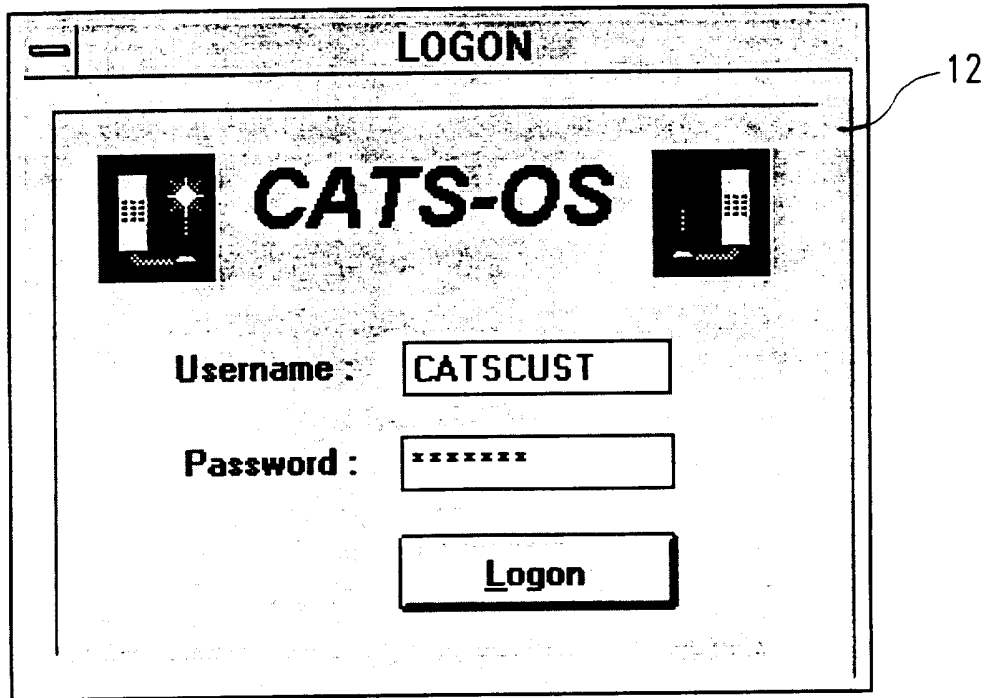 LOGON
12
CATS-OS
Username : CATSCUST
Password : *******
Logon